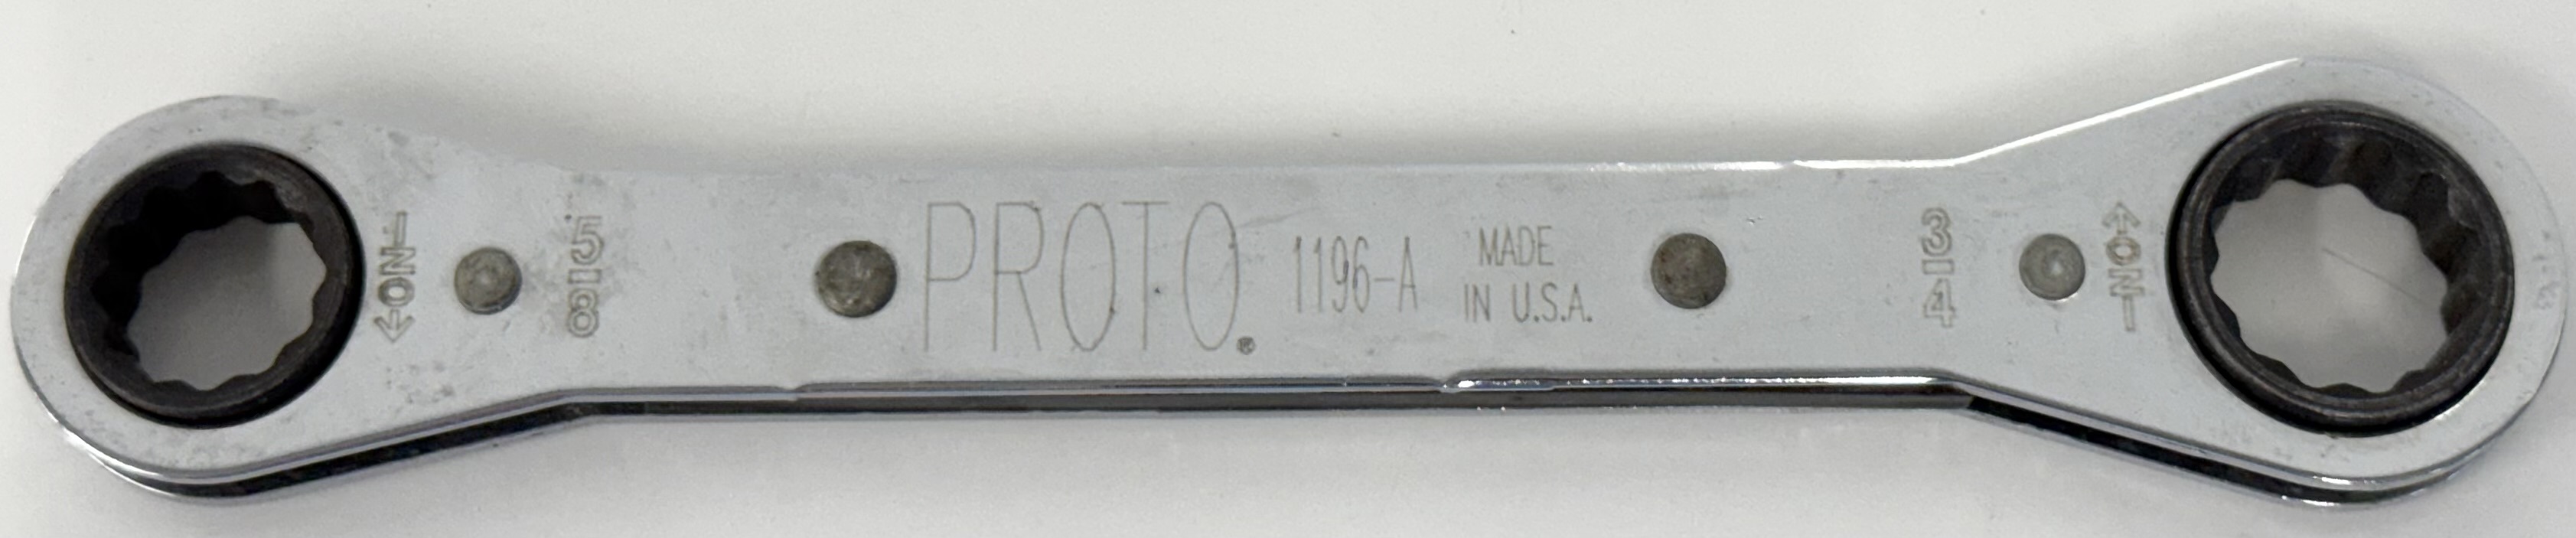 ←ON
5
8
PROTO®
1196-A
MADE
IN U.S.A.
3
4
←ON